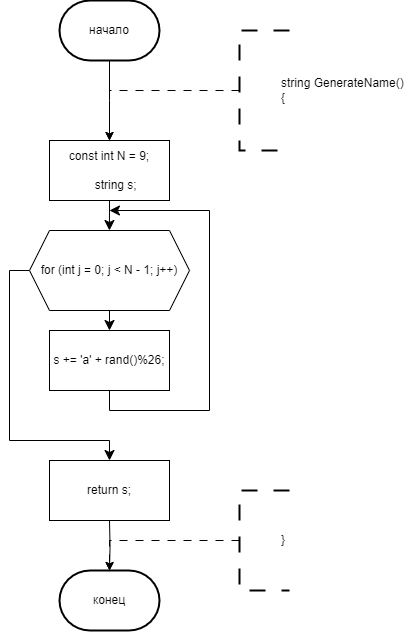 начало
string GenerateName()
{
const int N = 9;
string s;
for (int j = 0; j < N - 1; j++)
s += 'a' + rand()%26;
return s;
}
конец